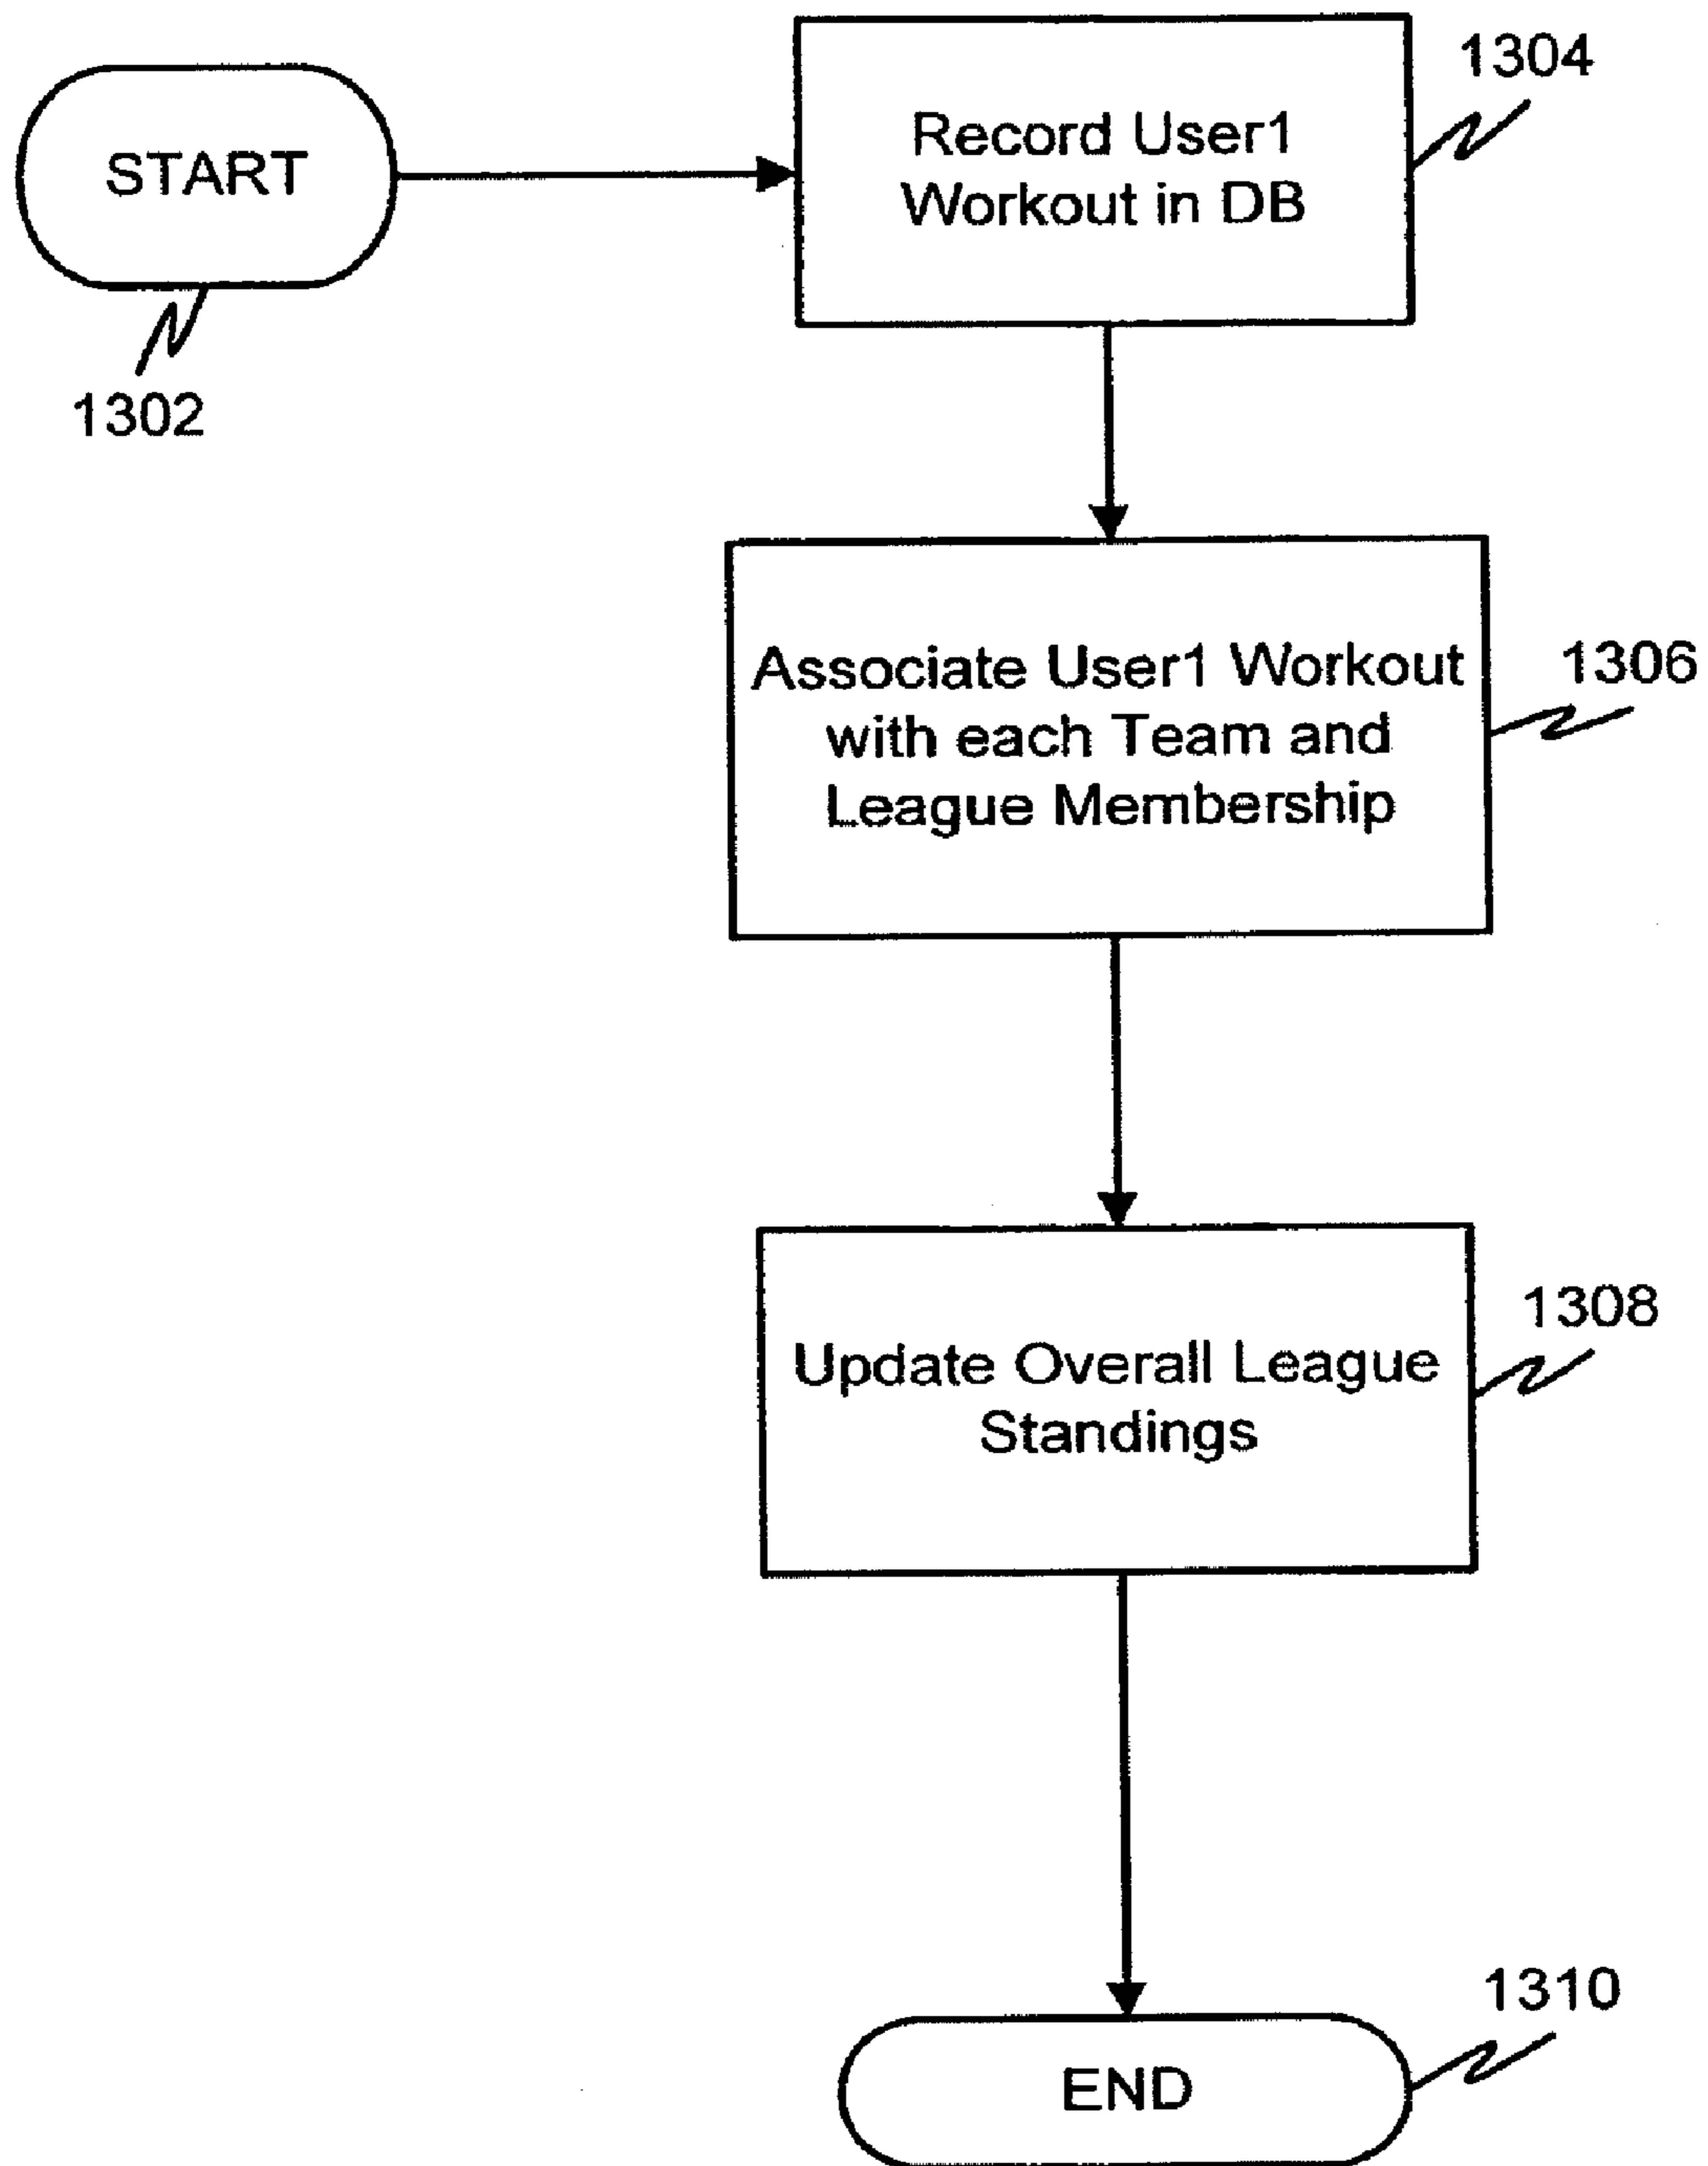 START
1302
Record User1
Workout in DB
1304
Associate User1 Workout
with each Team and
League Membership
1306
Update Overall League
Standings
1308
END
1310